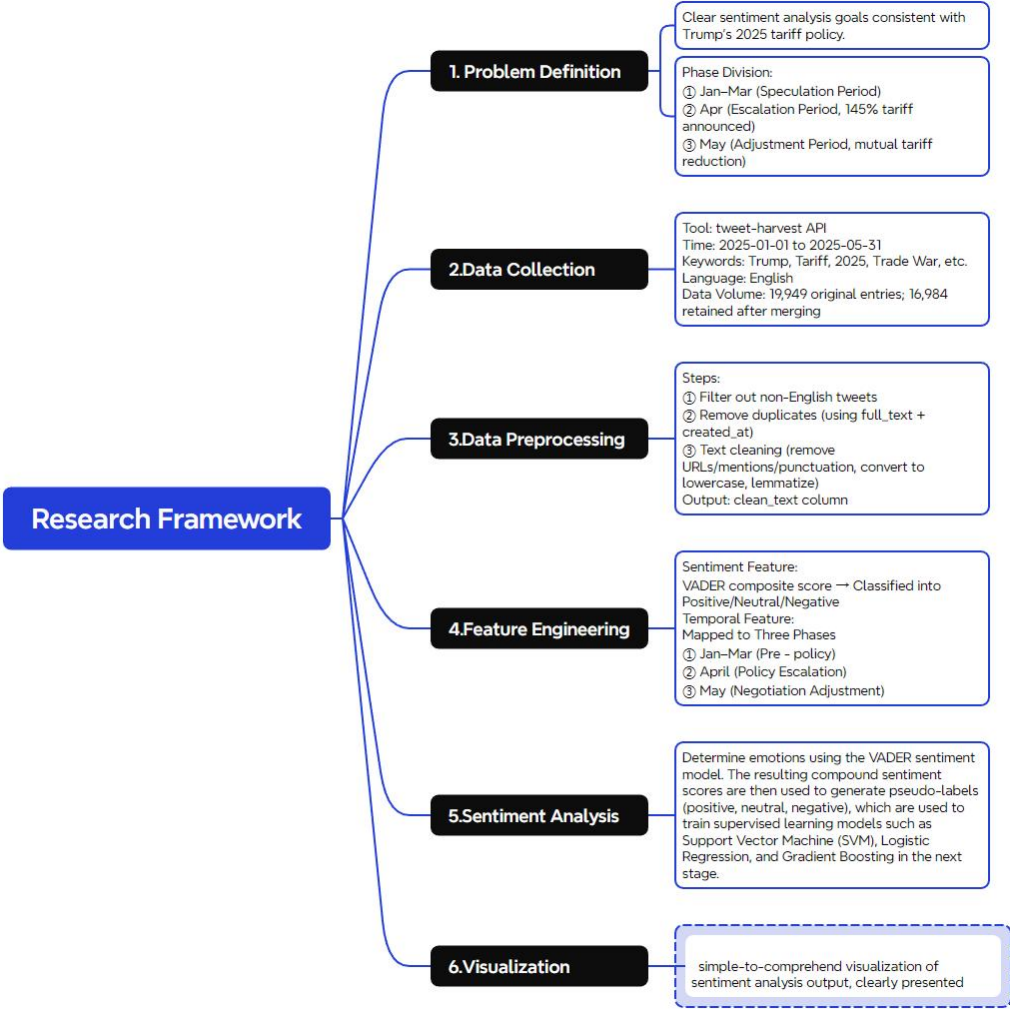 Research Framework
1. Problem Definition
Clear sentiment analysis goals consistent with
Trump's 2025 tariff policy.
Phase Division:
① Jan–Mar (Speculation Period)
② Apr (Escalation Period, 145% tariff
announced)
③ May (Adjustment Period, mutual tariff
reduction)
2.Data Collection
Tool: tweet-harvest API
Time: 2025-01-01 to 2025-05-31
Keywords: Trump, Tariff, 2025, Trade War, etc.
Language: English
Data Volume: 19,949 original entries; 16,984
retained after merging
3.Data Preprocessing
Steps:
① Filter out non-English tweets
② Remove duplicates (using full_text +
created_at)
③ Text cleaning (remove
URLs/mentions/punctuation, convert to
lowercase, lemmatize)
Output: clean_text column
4.Feature Engineering
Sentiment Feature:
VADER composite score → Classified into
Positive/Neutral/Negative
Temporal Feature:
Mapped to Three Phases
① Jan–Mar (Pre - policy)
② April (Policy Escalation)
③ May (Negotiation Adjustment)
5.Sentiment Analysis
Determine emotions using the VADER sentiment
model. The resulting compound sentiment
scores are then used to generate pseudo-labels
(positive, neutral, negative), which are used to
train supervised learning models such as
Support Vector Machine (SVM), Logistic
Regression, and Gradient Boosting in the next
stage.
6.Visualization
simple-to-comprehend visualization of
sentiment analysis output, clearly presented